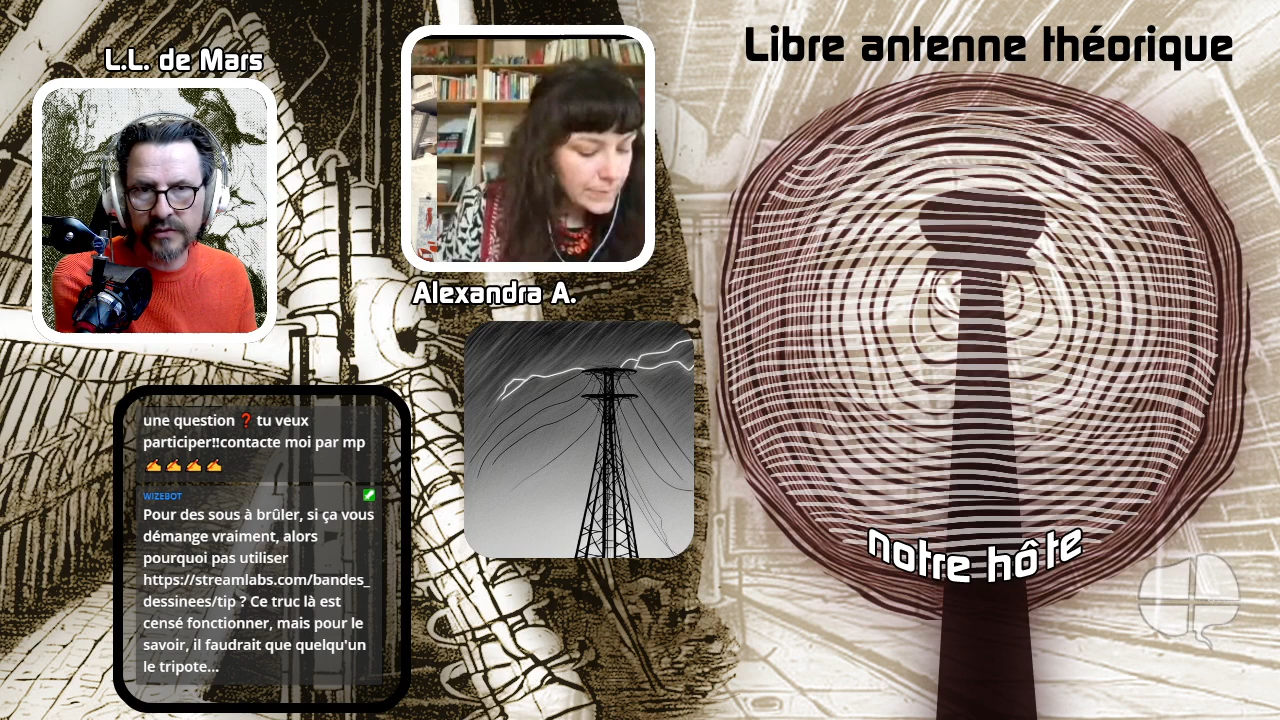 L.L. de Mars
Alexandra A.
Libre antenne théorique
notre hôte
une question ❓ tu veux
participer‼contacte moi par mp
✍✍✍✍
WIZEBOT
Pour des sous à brûler, si ça vous
démange vraiment, alors
pourquoi pas utiliser
https://streamlabs.com/bandes_
dessinees/tip ? Ce truc là est
censé fonctionner, mais pour le
savoir, il faudrait que quelqu'un
le tripote...